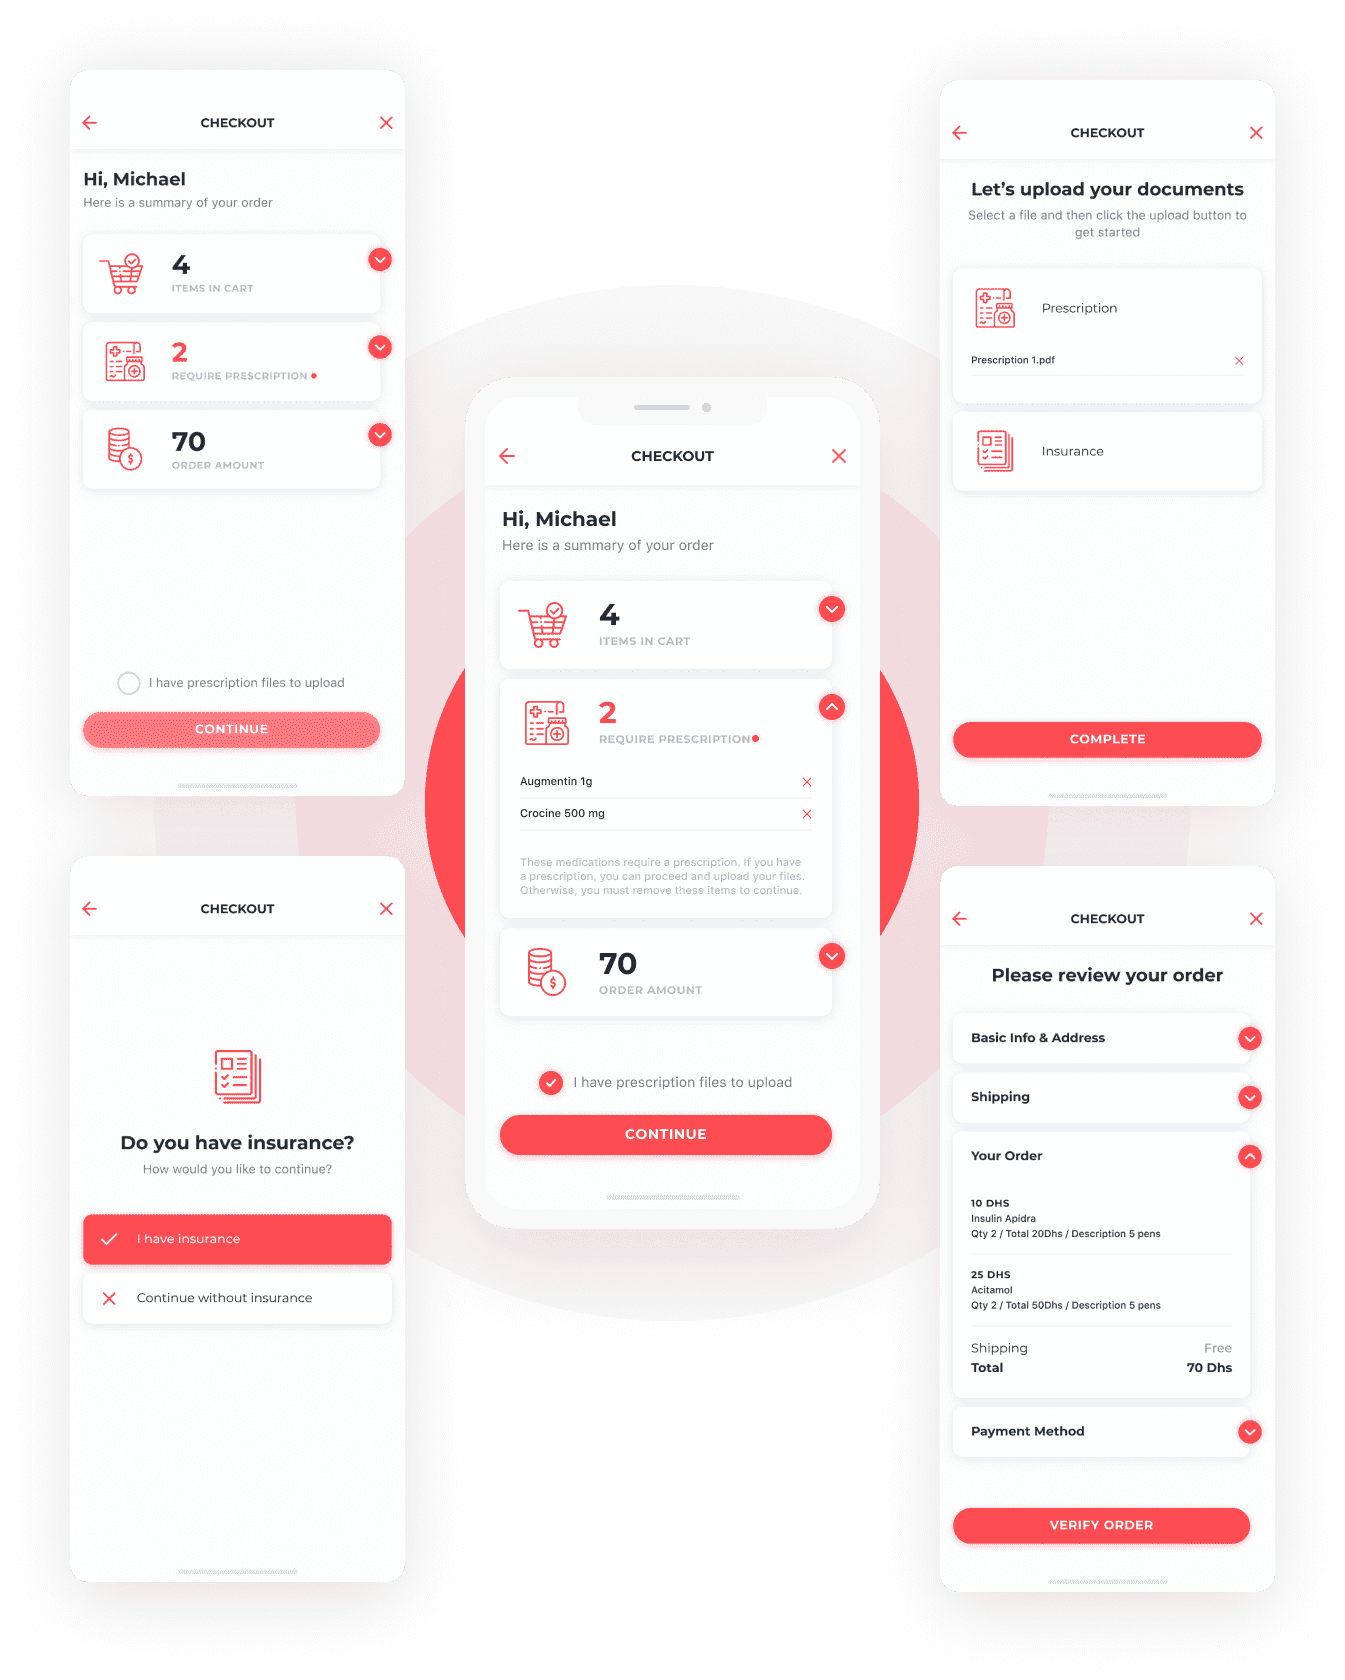 CHECKOUT
Hi, Michael
Here is a summary of your order
4
ITEMS IN CART
2
REQUIRE PRESCRIPTION
70
ORDER AMOUNT
I have prescription files to upload
CONTINUE
CHECKOUT
Do you have insurance?
How would you like to continue?
I have insurance
Continue without insurance
CHECKOUT
Hi, Michael
Here is a summary of your order
4
ITEMS IN CART
2
REQUIRE PRESCRIPTION
Augmentin 1g
Crocine 500 mg
These medications require a prescription. If you have
a prescription, you can proceed and upload your files.
Otherwise, you must remove these items to continue.
$
70
ORDER AMOUNT
I have prescription files to upload
CONTINUE
CHECKOUT
Let's upload your documents
Select a file and then click the upload button to
get started
Prescription
Prescription 1.pdf
Insurance
COMPLETE
CHECKOUT
Please review your order
Basic Info & Address
Shipping
Your Order
10 DHS
Insulin Apidra
Qty 2 / Total 20Dhs / Description 5 pens
25 DHS
Acitamol
Qty 2 / Total 50Dhs / Description 5 pens
Shipping Free
Total 70 Dhs
Payment Method
VERIFY ORDER